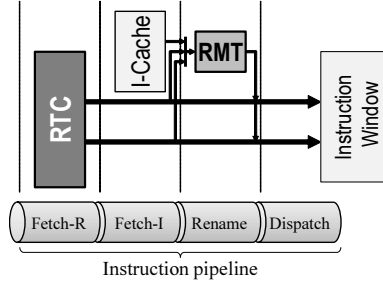 RTC
I-Cache
RMT
Instruction
Window
Fetch-R
Fetch-I
Rename
Dispatch
Instruction pipeline